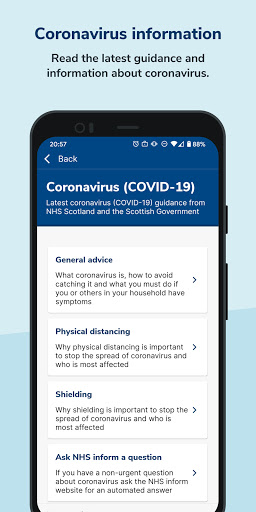 Coronavirus information
Read the latest guidance and
information about coronavirus.
20:57
88%
Back
Coronavirus (COVID-19)
Latest coronavirus (COVID-19) guidance from
NHS Scotland and the Scottish Government
General advice
What coronavirus is, how to avoid
catching it and what you must do if
you or others in your household have
symptoms
Physical distancing
Why physical distancing is important
to stop the spread of coronavirus and
who is most affected
Shielding
Why shielding is important to stop the
spread of coronavirus and who is
most affected
Ask NHS inform a question
If you have a non-urgent question
about coronavirus ask the NHS inform
website for an automated answer